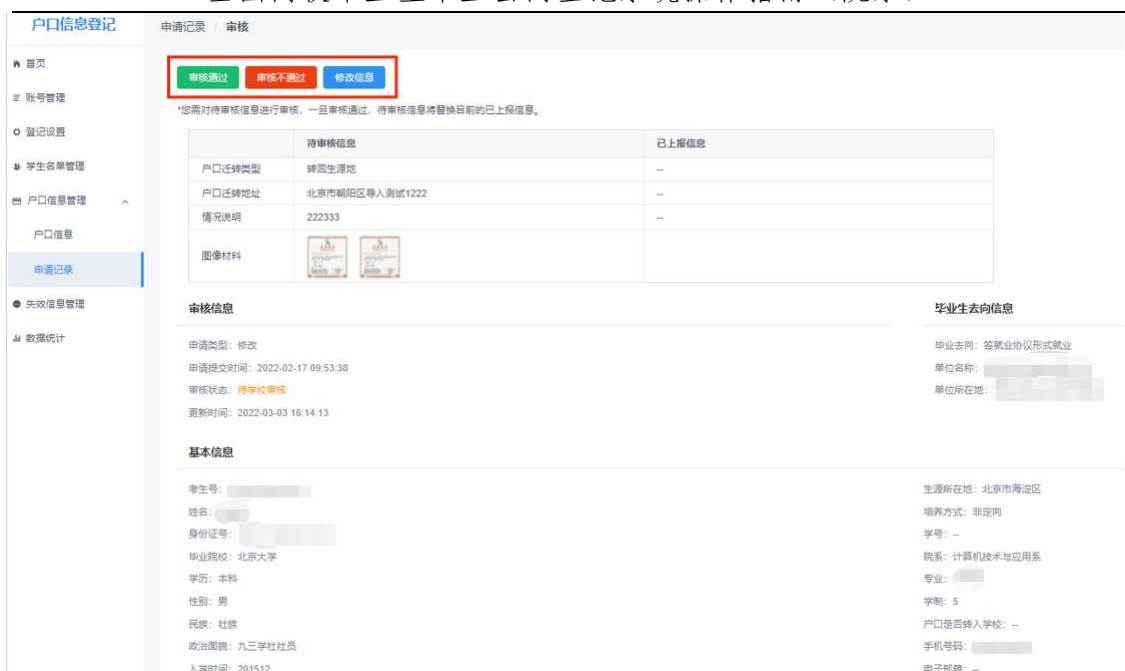 户口信息登记
申请记录 / 审核
首页
账号管理
登记设置
学生名单管理
户口信息管理
户口信息
申请记录
失效信息管理
数据统计
审核通过 审核不通过 修改信息
*您需对待审核信息进行审核，一旦审核通过，待审核信息将替换目前的已上报信息。
待审核信息 已上报信息
户口迁转类型 转回生源地 --
户口迁转地址 北京市朝阳区导入测试1222 --
情况说明 222333 --
图像材料
审核信息
申请类型：修改
申请提交时间：2022-02-17 09:53:38
审核状态：待学校审核
更新时间：2022-03-03 16:14:13
毕业生去向信息
毕业去向：签就业协议形式就业
单位名称：
单位所在地：
基本信息
考生号：
姓名：
身份证号：
毕业院校：北京大学
学历：本科
性别：男
民族：壮族
政治面貌：九三学社社员
入学时间：201512
生源所在地：北京市海淀区
培养方式：非定向
学号：--
院系：计算机技术与应用系
专业：
学制：5
户口是否转入学校：--
手机号码：
电子邮箱：--